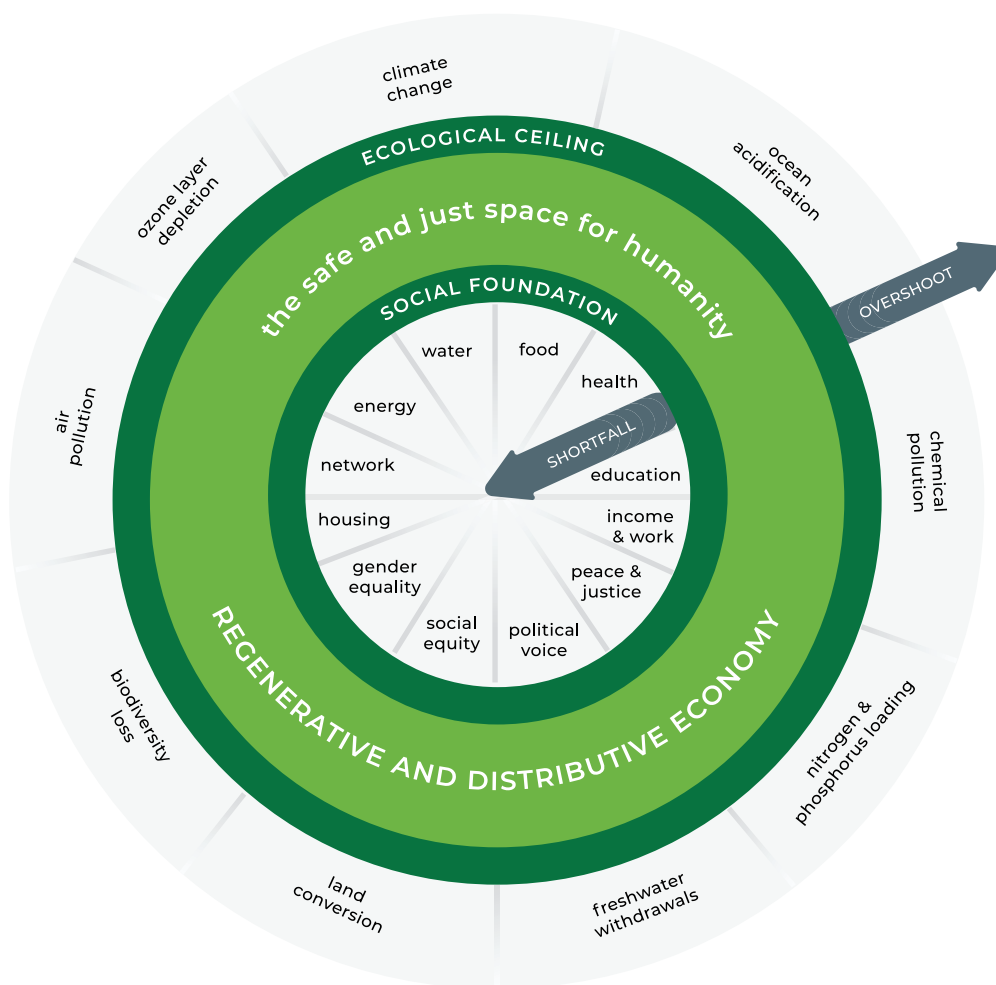 climate
change
ECOLOGICAL CEILING
ocean
acidification
ozone layer
depletion
the safe and just space for humanity
OVERSHOOT
SOCIAL FOUNDATION
water
food
health
energy
SHORTFALL
network
education
air
pollution
chemical
pollution
housing
income
& work
gender
equality
peace &
justice
social
equity
political
voice
REGENERATIVE AND DISTRIBUTIVE ECONOMY
biodiversity
loss
nitrogen &
phosphorus loading
land
conversion
freshwater
withdrawals